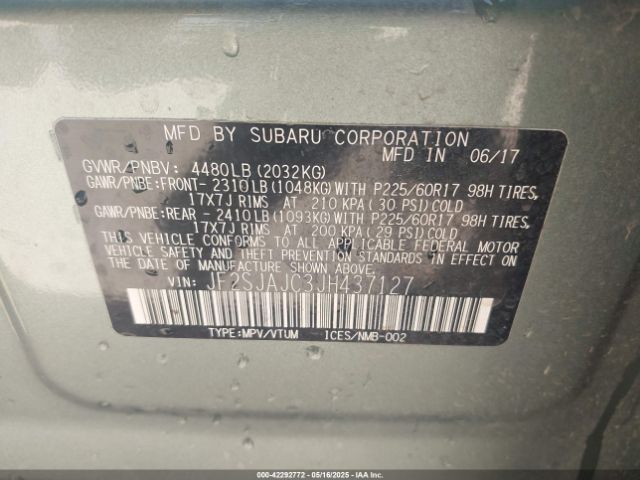 MFD BY SUBARU CORPORATION
MFD IN 06/17
GVWR/PNBV: 4480LB (2032KG)
GAWR/PNBE: FRONT- 2310LB (1048KG) WITH P225/60R17 98H TIRES,
17X7J RIMS AT 210 KPA ( 30 PSI) COLD
GAWR/PNBE: REAR - 2410LB (1093KG) WITH P225/60R17 98H TIRES,
17X7J RIMS AT 200 KPA ( 29 PSI) COLD
THIS VEHICLE CONFORMS TO ALL APPLICABLE FEDERAL MOTOR
VEHICLE SAFETY, BUMPER AND THEFT PREVENTION STANDARDS IN EFFECT
ON THE DATE OF MANUFACTURE SHOWN ABOVE.
VIN: JF2SJAJC3JH437127
TYPE:MPV/VTUM ICES/NMB-002
000-42292772 - 05/16/2025 - IAAI.COM